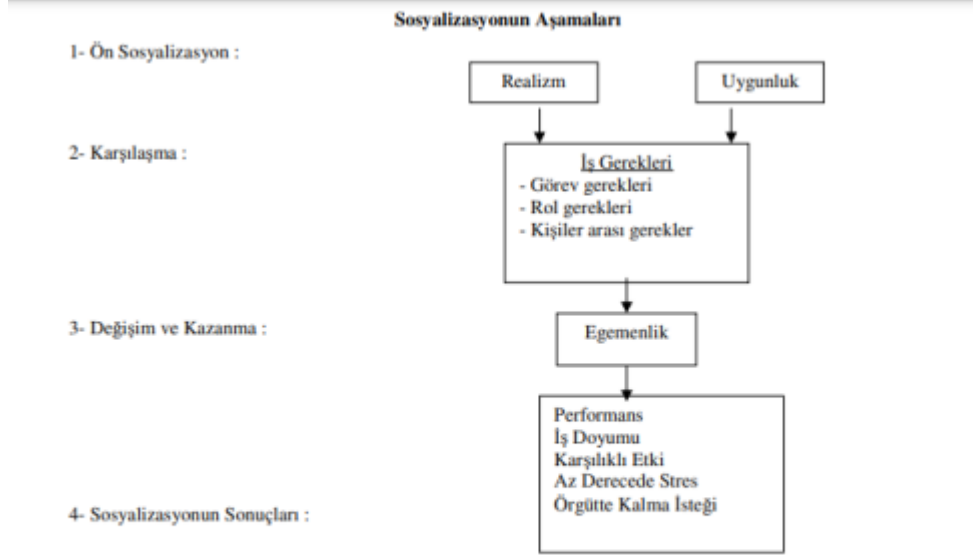 Sosyalizasyonun Aşamaları
1- Ön Sosyalizasyon :
Realizm
Uygunluk
2- Karşılaşma :
İş Gerekleri
- Görev gerekleri
- Rol gerekleri
- Kişiler arası gerekler
3- Değişim ve Kazanma :
Egemenlik
Performans
İş Doyumu
Karşılıklı Etki
Az Derecede Stres
Örgütte Kalma İsteği
4- Sosyalizasyonun Sonuçları :